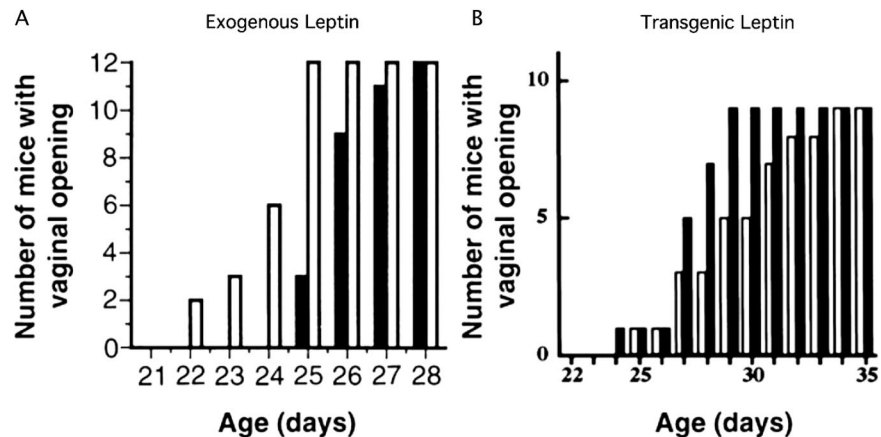 A
Exogenous Leptin
Number of mice with
vaginal opening
12
10
8
6
4
2
0
21 22 23 24 25 26 27 28
Age (days)
B
Transgenic Leptin
Number of mice with
vaginal opening
10
5
0
22 25 30 35
Age (days)